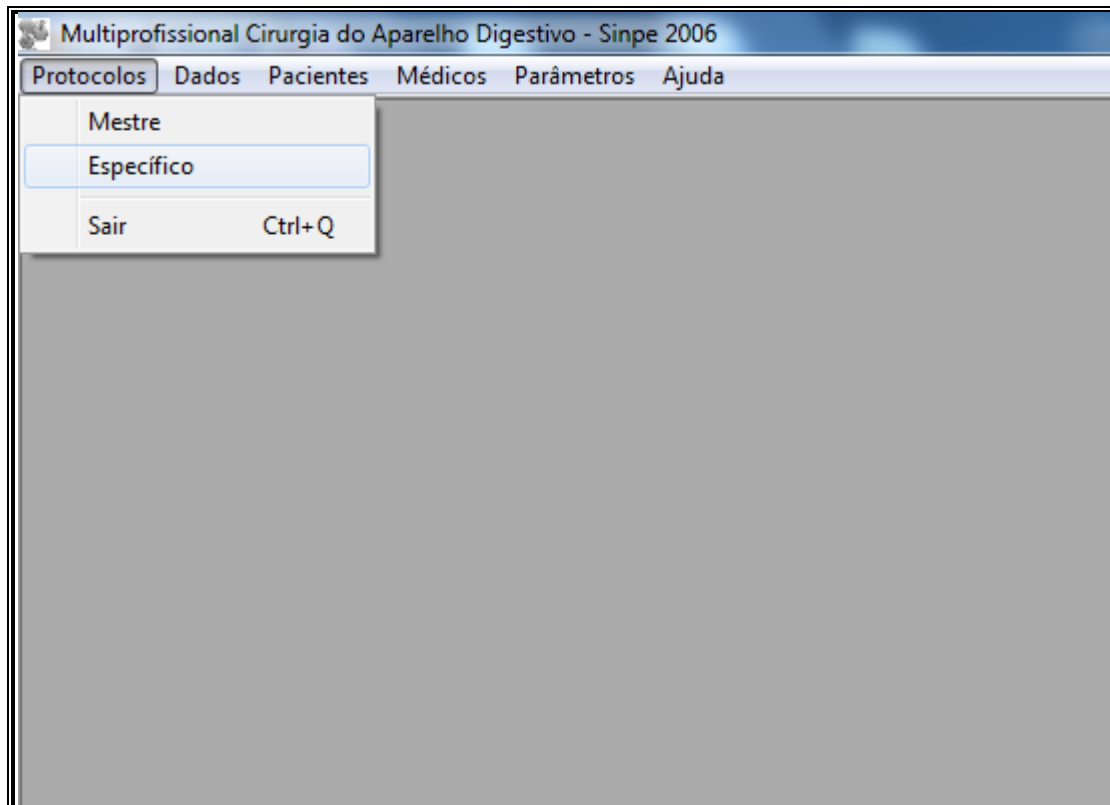 Multiprofissional Cirurgia do Aparelho Digestivo - Sinpe 2006
Protocolos Dados Pacientes Médicos Parâmetros Ajuda
Mestre
Específico
Sair Ctrl+Q